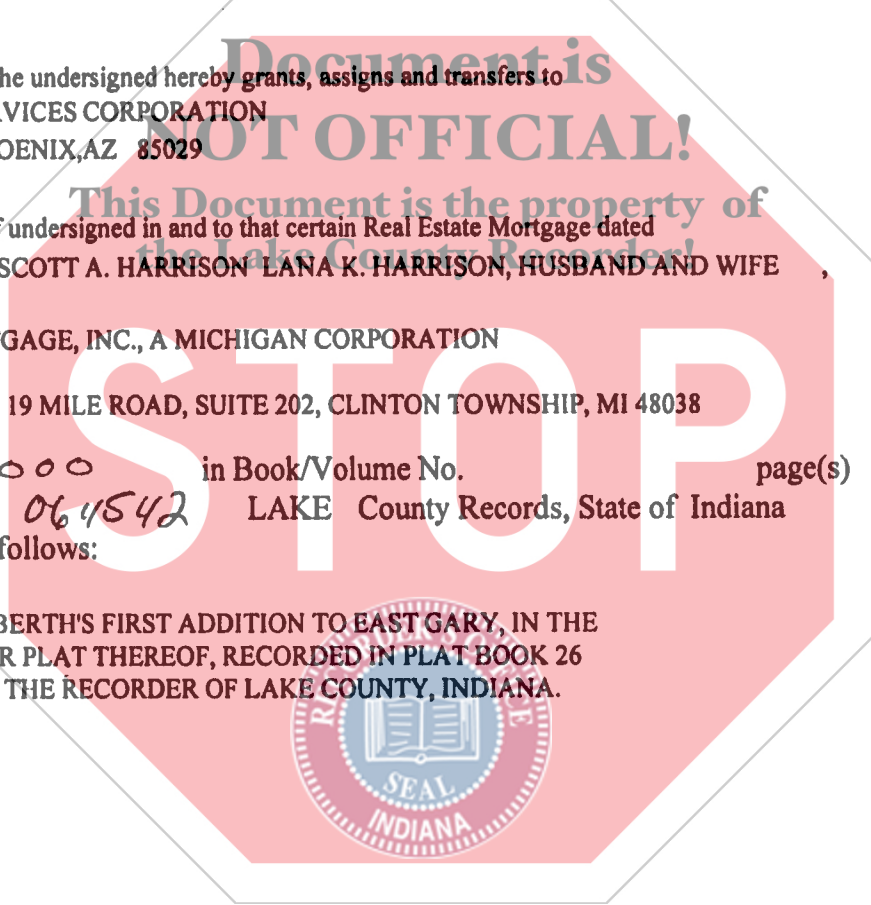 Document is
he undersigned hereby grants, assigns and transfers to
RVICES CORPORATION
NOT OFFICIAL!
OENIX,AZ 85029
This Document is the property of
undersigned in and to that certain Real Estate Mortgage dated
the Lake County Recorder!
SCOTT A. HARRISON LANA K. HARRISON, HUSBAND AND WIFE ,
GAGE, INC., A MICHIGAN CORPORATION
STOP
19 MILE ROAD, SUITE 202, CLINTON TOWNSHIP, MI 48038
000 in Book/Volume No. page(s)
064542 LAKE County Records, State of Indiana
follows:
BERTH'S FIRST ADDITION TO EAST GARY, IN THE
R PLAT THEREOF, RECORDED IN PLAT BOOK 26
THE RECORDER OF LAKE COUNTY, INDIANA.
RECORDER'S OFFICE
SEAL
INDIANA